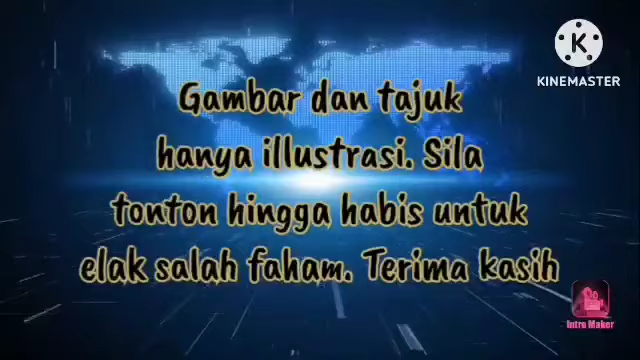 KINEMASTER
Gambar dan tajuk
hanya illustrasi. Sila
tonton hingga habis untuk
elak salah faham. Terima kasih
Intro Maker